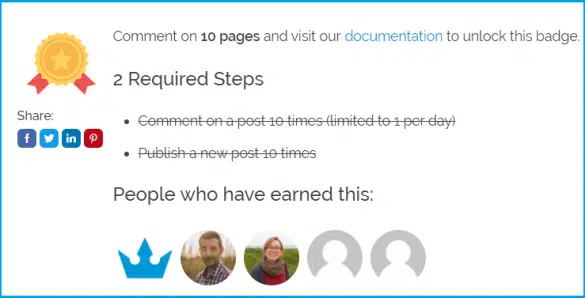 Comment on 10 pages and visit our documentation to unlock this badge.
2 Required Steps
Share:
Comment on a post 10 times (limited to 1 per day)
Publish a new post 10 times
People who have earned this: